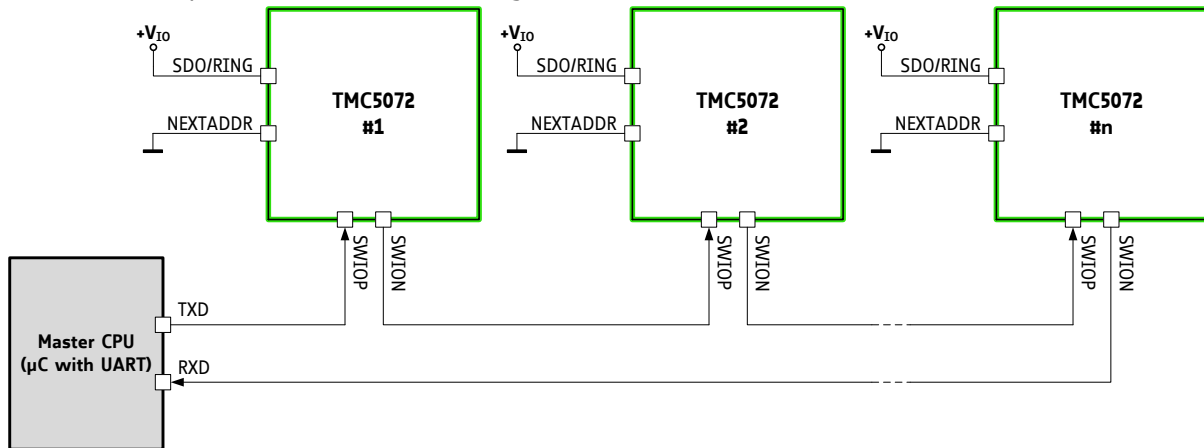 +VIO
SDO/RING
NEXTADDR
TMC5072
#1
SWIOP
SWION
+VIO
SDO/RING
NEXTADDR
TMC5072
#2
SWIOP
SWION
+VIO
SDO/RING
NEXTADDR
TMC5072
#n
SWIOP
SWION
Master CPU
(µC with UART)
TXD
RXD